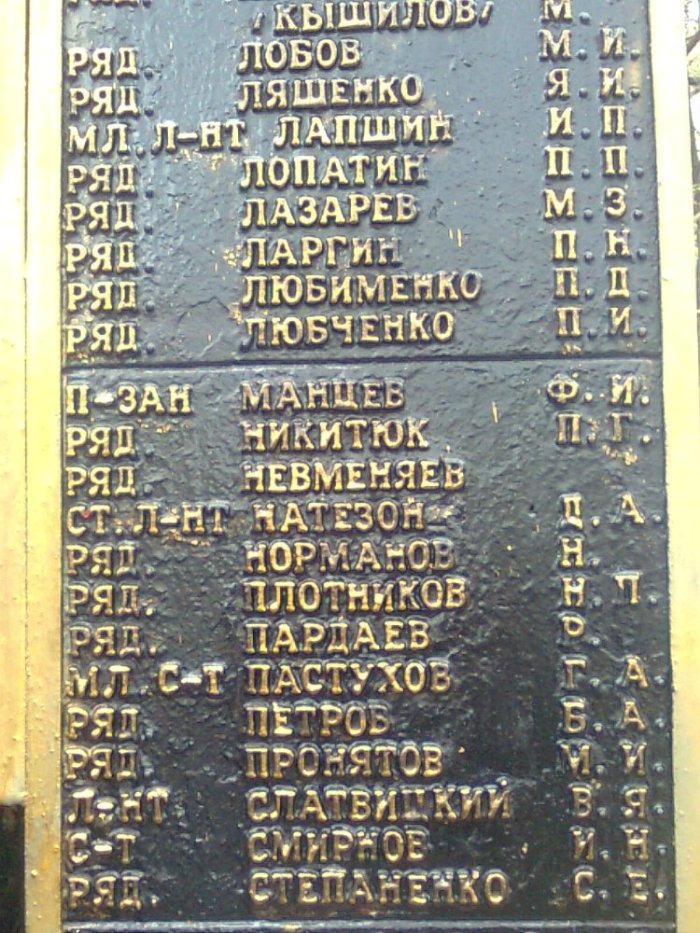 /КЫШИЛОВ/ М.
РЯД. ЛОБОВ М. И.
РЯД. ЛЯШЕНКО Я. И.
МЛ. Л-НТ ЛАПШИН И. П.
РЯД. ЛОПАТИН П. П.
РЯД. ЛАЗАРЕВ М. З.
РЯД. ЛАРГИН П. Н.
РЯД. ЛЮБИМЕНКО П. Д.
РЯД. ЛЮБЧЕНКО П. И.
П-ЗАН МАНЦЕВ Ф. И.
РЯД. НИКИТЮК П. Г.
РЯД. НЕВМЕНЯЕВ
СТ. Л-НТ НАТЕЗОН Д. А.
РЯД. НОРМАНОВ Н.
РЯД. ПЛОТНИКОВ Н. П.
РЯД. ПАРДАЕВ Р.
МЛ. С-Т ПАСТУХОВ Г. А.
РЯД. ПЕТРОВ Б. А.
РЯД. ПРОНЯТОВ М. И.
Л-НТ СЛАТВИЦКИЙ В. Я.
С-Т СМИРНОВ И. Н.
РЯД. СТЕПАНЕНКО С. Е.